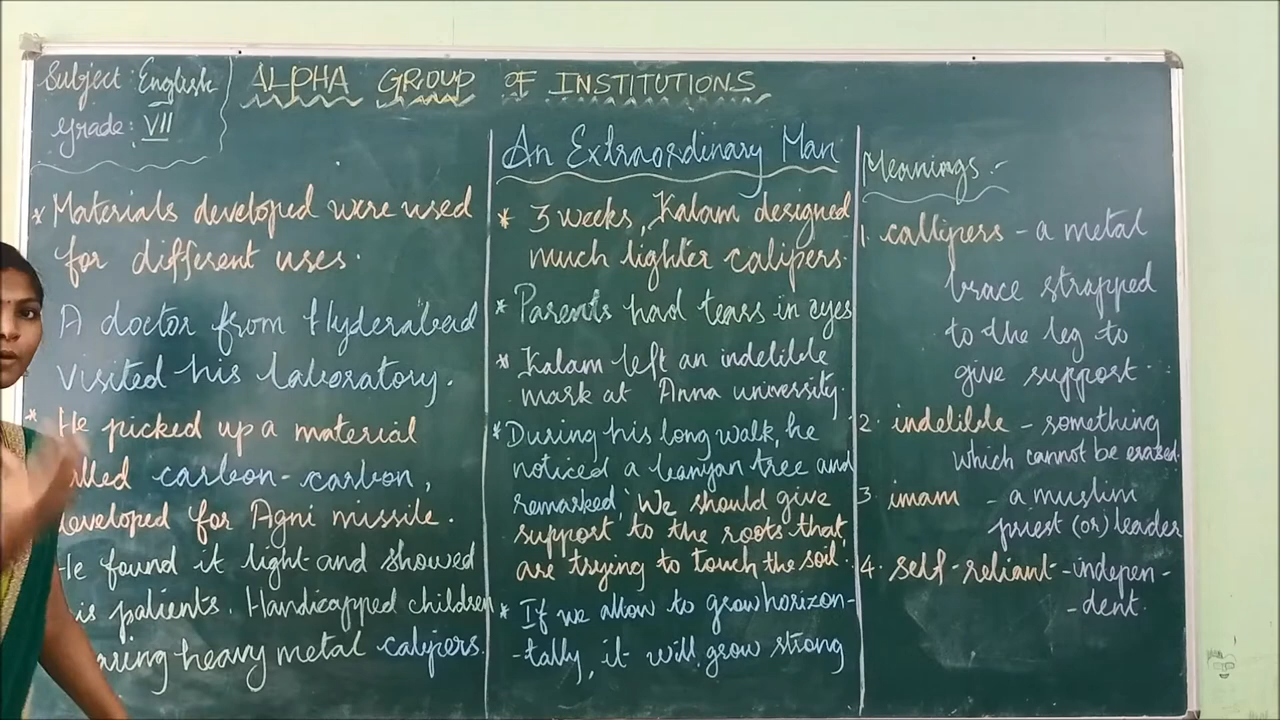 Subject: English
Grade: VII
ALPHA GROUP OF INSTITUTIONS
* Materials developed were used
for different uses.
A doctor from Hyderabad
visited his laboratory.
* He picked up a material
lled carbon-carbon,
developed for Agni missile.
He found it light and showed
is patients. Handicapped children
aring heavy metal calipers.
An Extraordinary Man
* 3 weeks, Kalam designed
much lighter calipers.
* Parents had tears in eyes
* Kalam left an indelible
mark at Anna university.
* During his long walk, he
noticed a banyan tree and
remarked, 'We should give
support to the roots that,
are trying to touch the soil.
* If we allow to grow horizon-
-tally, it will grow strong
Meanings:-
1. callipers - a metal
brace strapped
to the leg to
give support.
2. indelible - something
which cannot be erased.
3 imam - a muslim
priest (or) leader
4. self-reliant - indepen-
-dent.